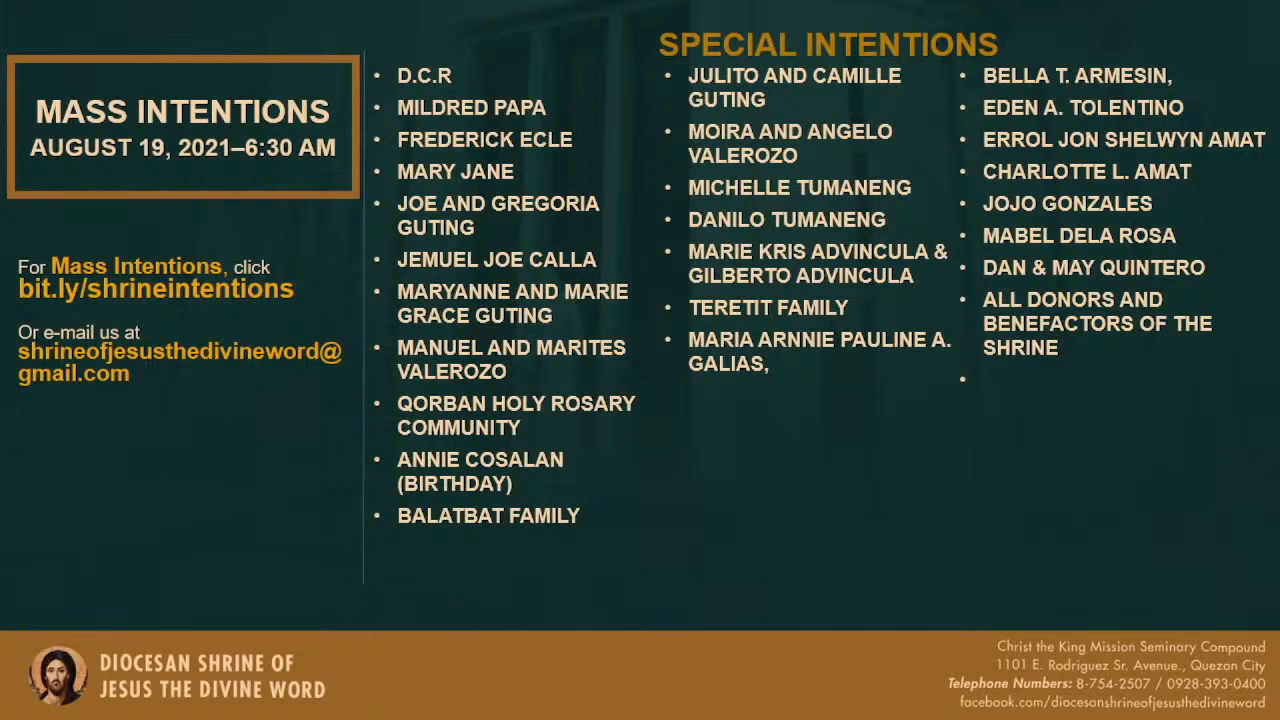 MASS INTENTIONS
AUGUST 19, 2021–6:30 AM
For Mass Intentions, click
bit.ly/shrineintentions
Or e-mail us at
shrineofjesusthedivineword@
gmail.com
SPECIAL INTENTIONS
• D.C.R
• MILDRED PAPA
• FREDERICK ECLE
• MARY JANE
• JOE AND GREGORIA
GUTING
• JEMUEL JOE CALLA
• MARYANNE AND MARIE
GRACE GUTING
• MANUEL AND MARITES
VALEROZO
• QORBAN HOLY ROSARY
COMMUNITY
• ANNIE COSALAN
(BIRTHDAY)
• BALATBAT FAMILY
• JULITO AND CAMILLE
GUTING
• MOIRA AND ANGELO
VALEROZO
• MICHELLE TUMANENG
• DANILO TUMANENG
• MARIE KRIS ADVINCULA &
GILBERTO ADVINCULA
• TERETIT FAMILY
• MARIA ARNNIE PAULINE A.
GALIAS,
• BELLA T. ARMESIN,
• EDEN A. TOLENTINO
• ERROL JON SHELWYN AMAT
• CHARLOTTE L. AMAT
• JOJO GONZALES
• MABEL DELA ROSA
• DAN & MAY QUINTERO
• ALL DONORS AND
BENEFACTORS OF THE
SHRINE
•
DIOCESAN SHRINE OF
JESUS THE DIVINE WORD
Christ the King Mission Seminary Compound
1101 E. Rodriguez Sr. Avenue., Quezon City
Telephone Numbers: 8-754-2507 / 0928-393-0400
facebook.com/diocesanshrineofjesusthedivineword